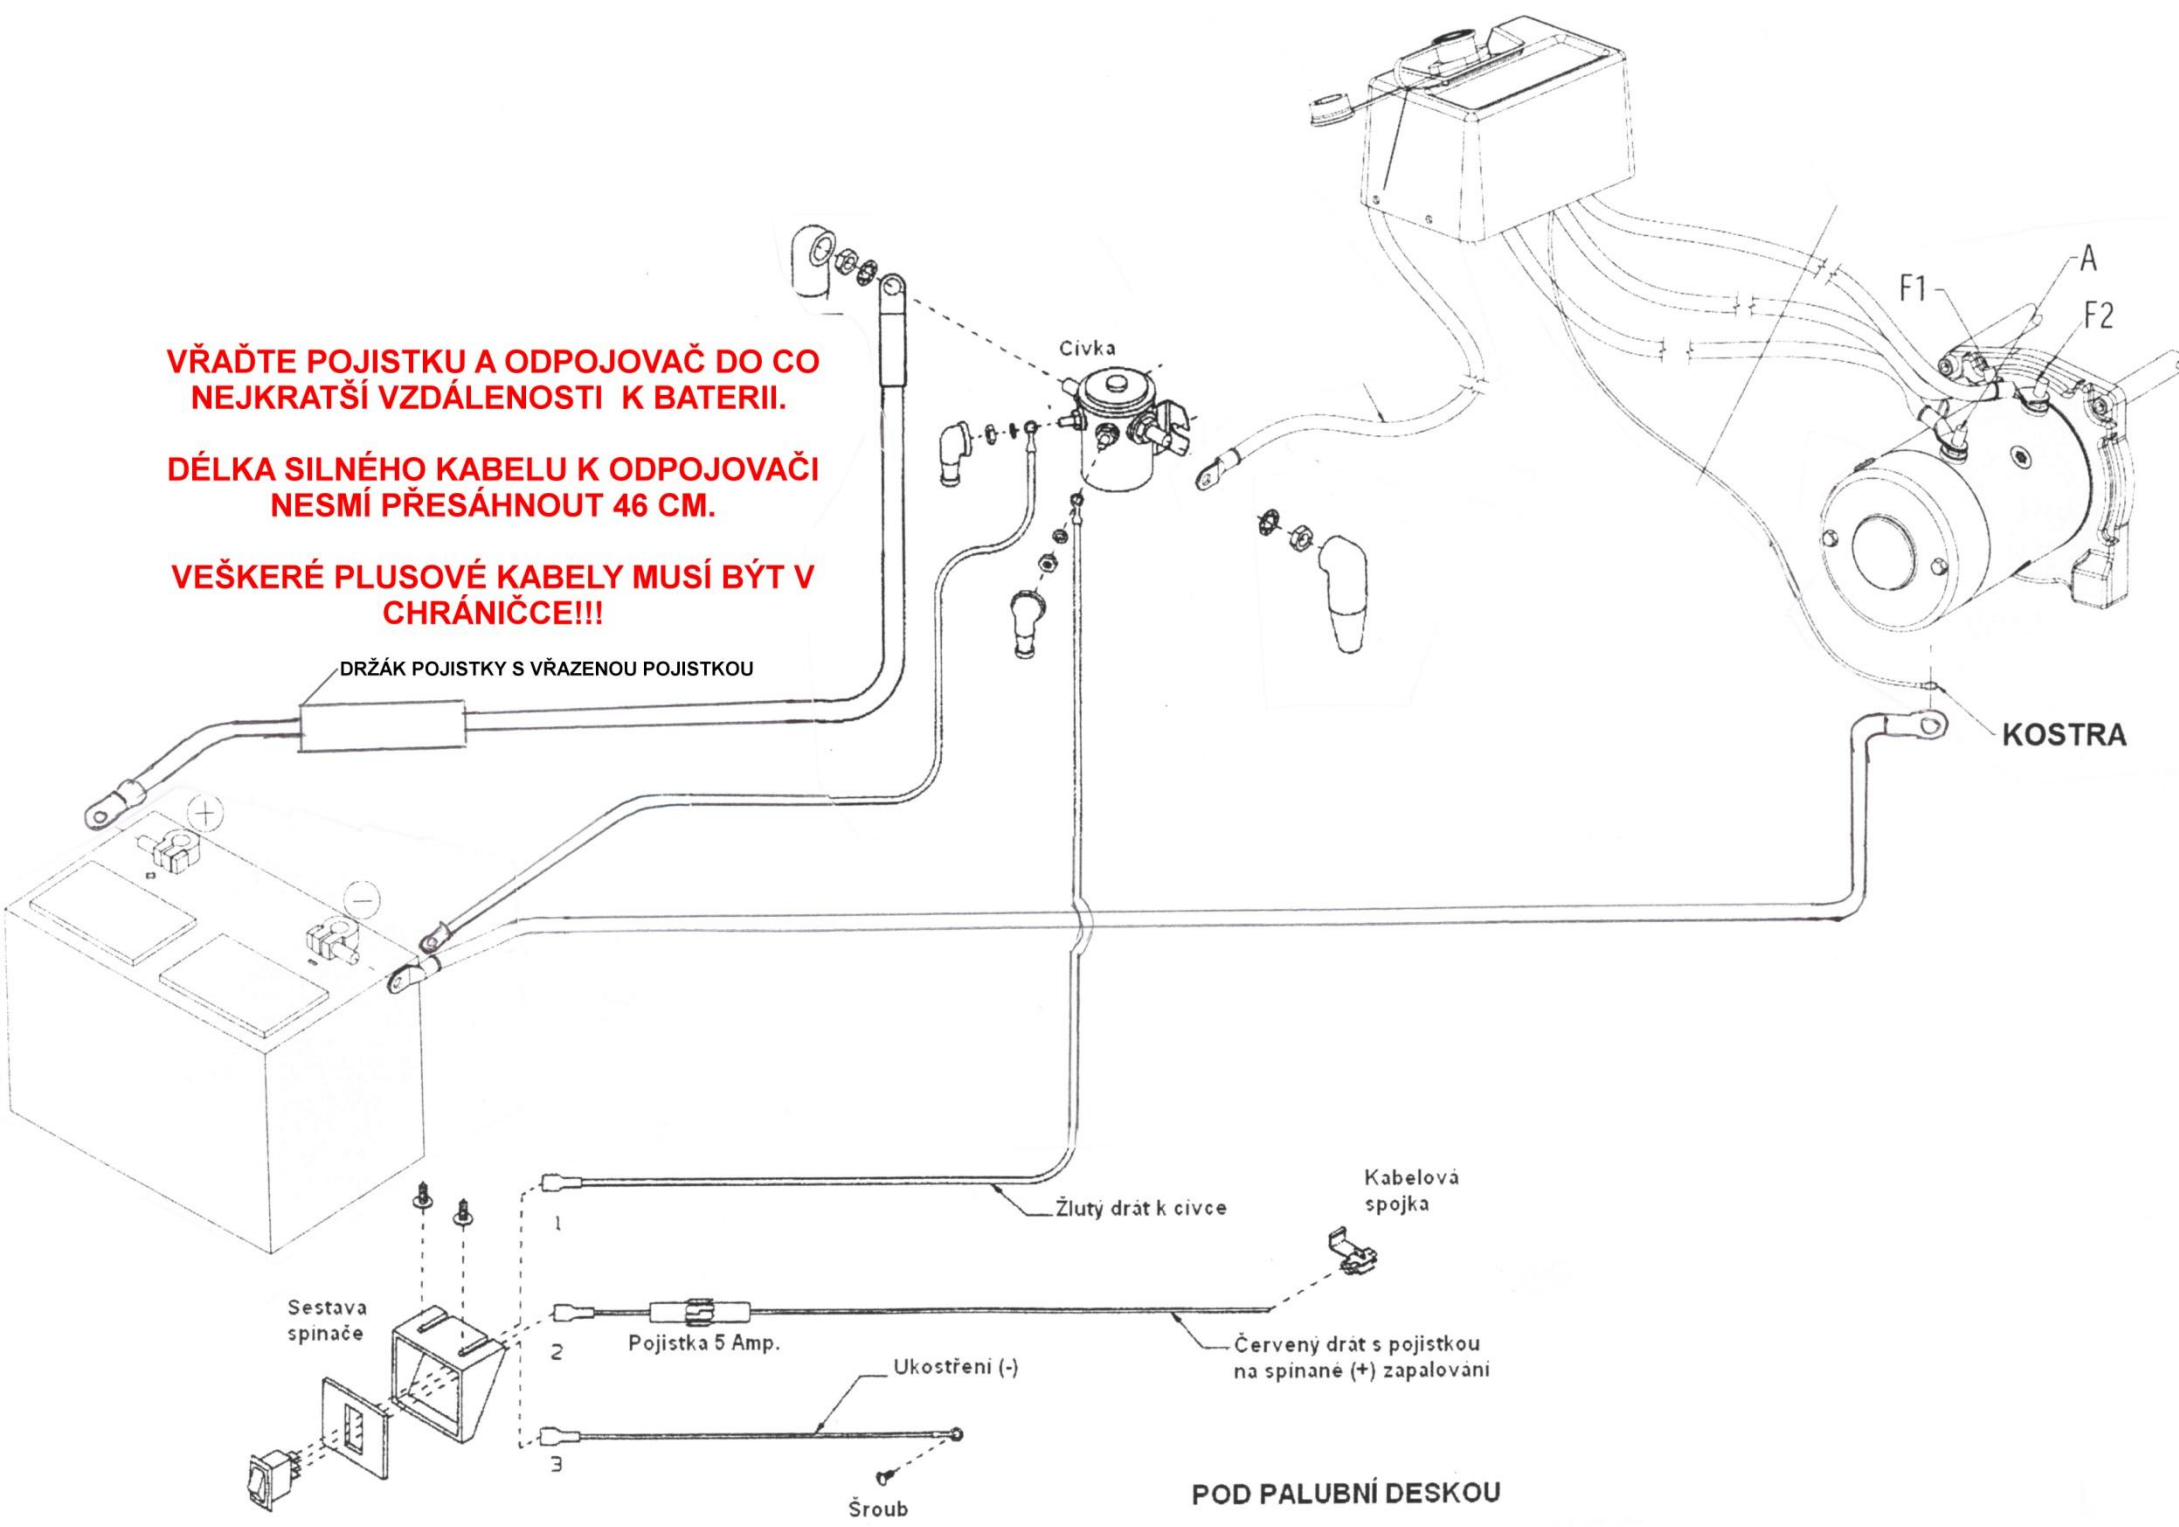 VŘAĎTE POJISTKU A ODPOJOVAČ DO CO
NEJKRATŠÍ VZDÁLENOSTI K BATERII.
DÉLKA SILNÉHO KABELU K ODPOJOVAČI
NESMÍ PŘESÁHNOUT 46 CM.
VEŠKERÉ PLUSOVÉ KABELY MUSÍ BÝT V
CHRÁNIČCE!!!
DRŽÁK POJISTKY S VŘAZENOU POJISTKOU
Cívka
F1
A
F2
KOSTRA
+
−
1
Žlutý drát k cívce
Kabelová
spojka
Sestava
spínače
2
Pojistka 5 Amp.
Červený drát s pojistkou
na spínané (+) zapalování
Ukostření (-)
3
Šroub
POD PALUBNÍ DESKOU